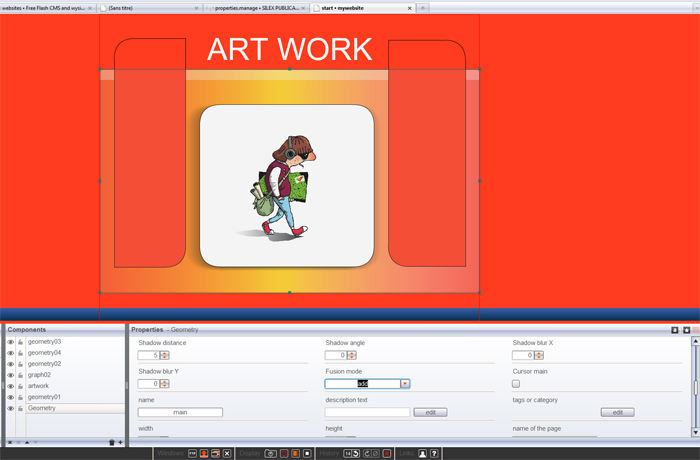 websites • Free Flash CMS and wysi...
(Sans titre)
properties.manage • SILEX PUBLICA...
start • mywebsite
ART WORK
Components
geometry03
geometry04
geometry02
graph02
artwork
geometry01
Geometry
Properties - Geometry
Shadow distance
Shadow angle
Shadow blur X
5
0
0
Shadow blur Y
Fusion mode
Cursor main
0
add
name
description text
tags or category
main
edit
edit
width
height
name of the page
Windows
Display
History
14
Links
?